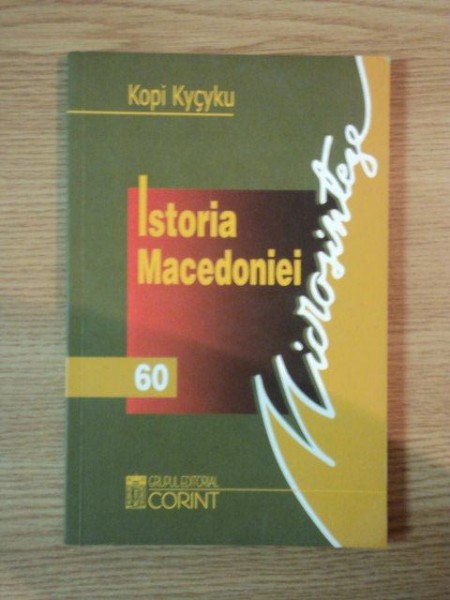 Kopi Kyçyku
Istoria
Macedoniei
Microsinteze
60
GRUPUL EDITORIAL
CORINT